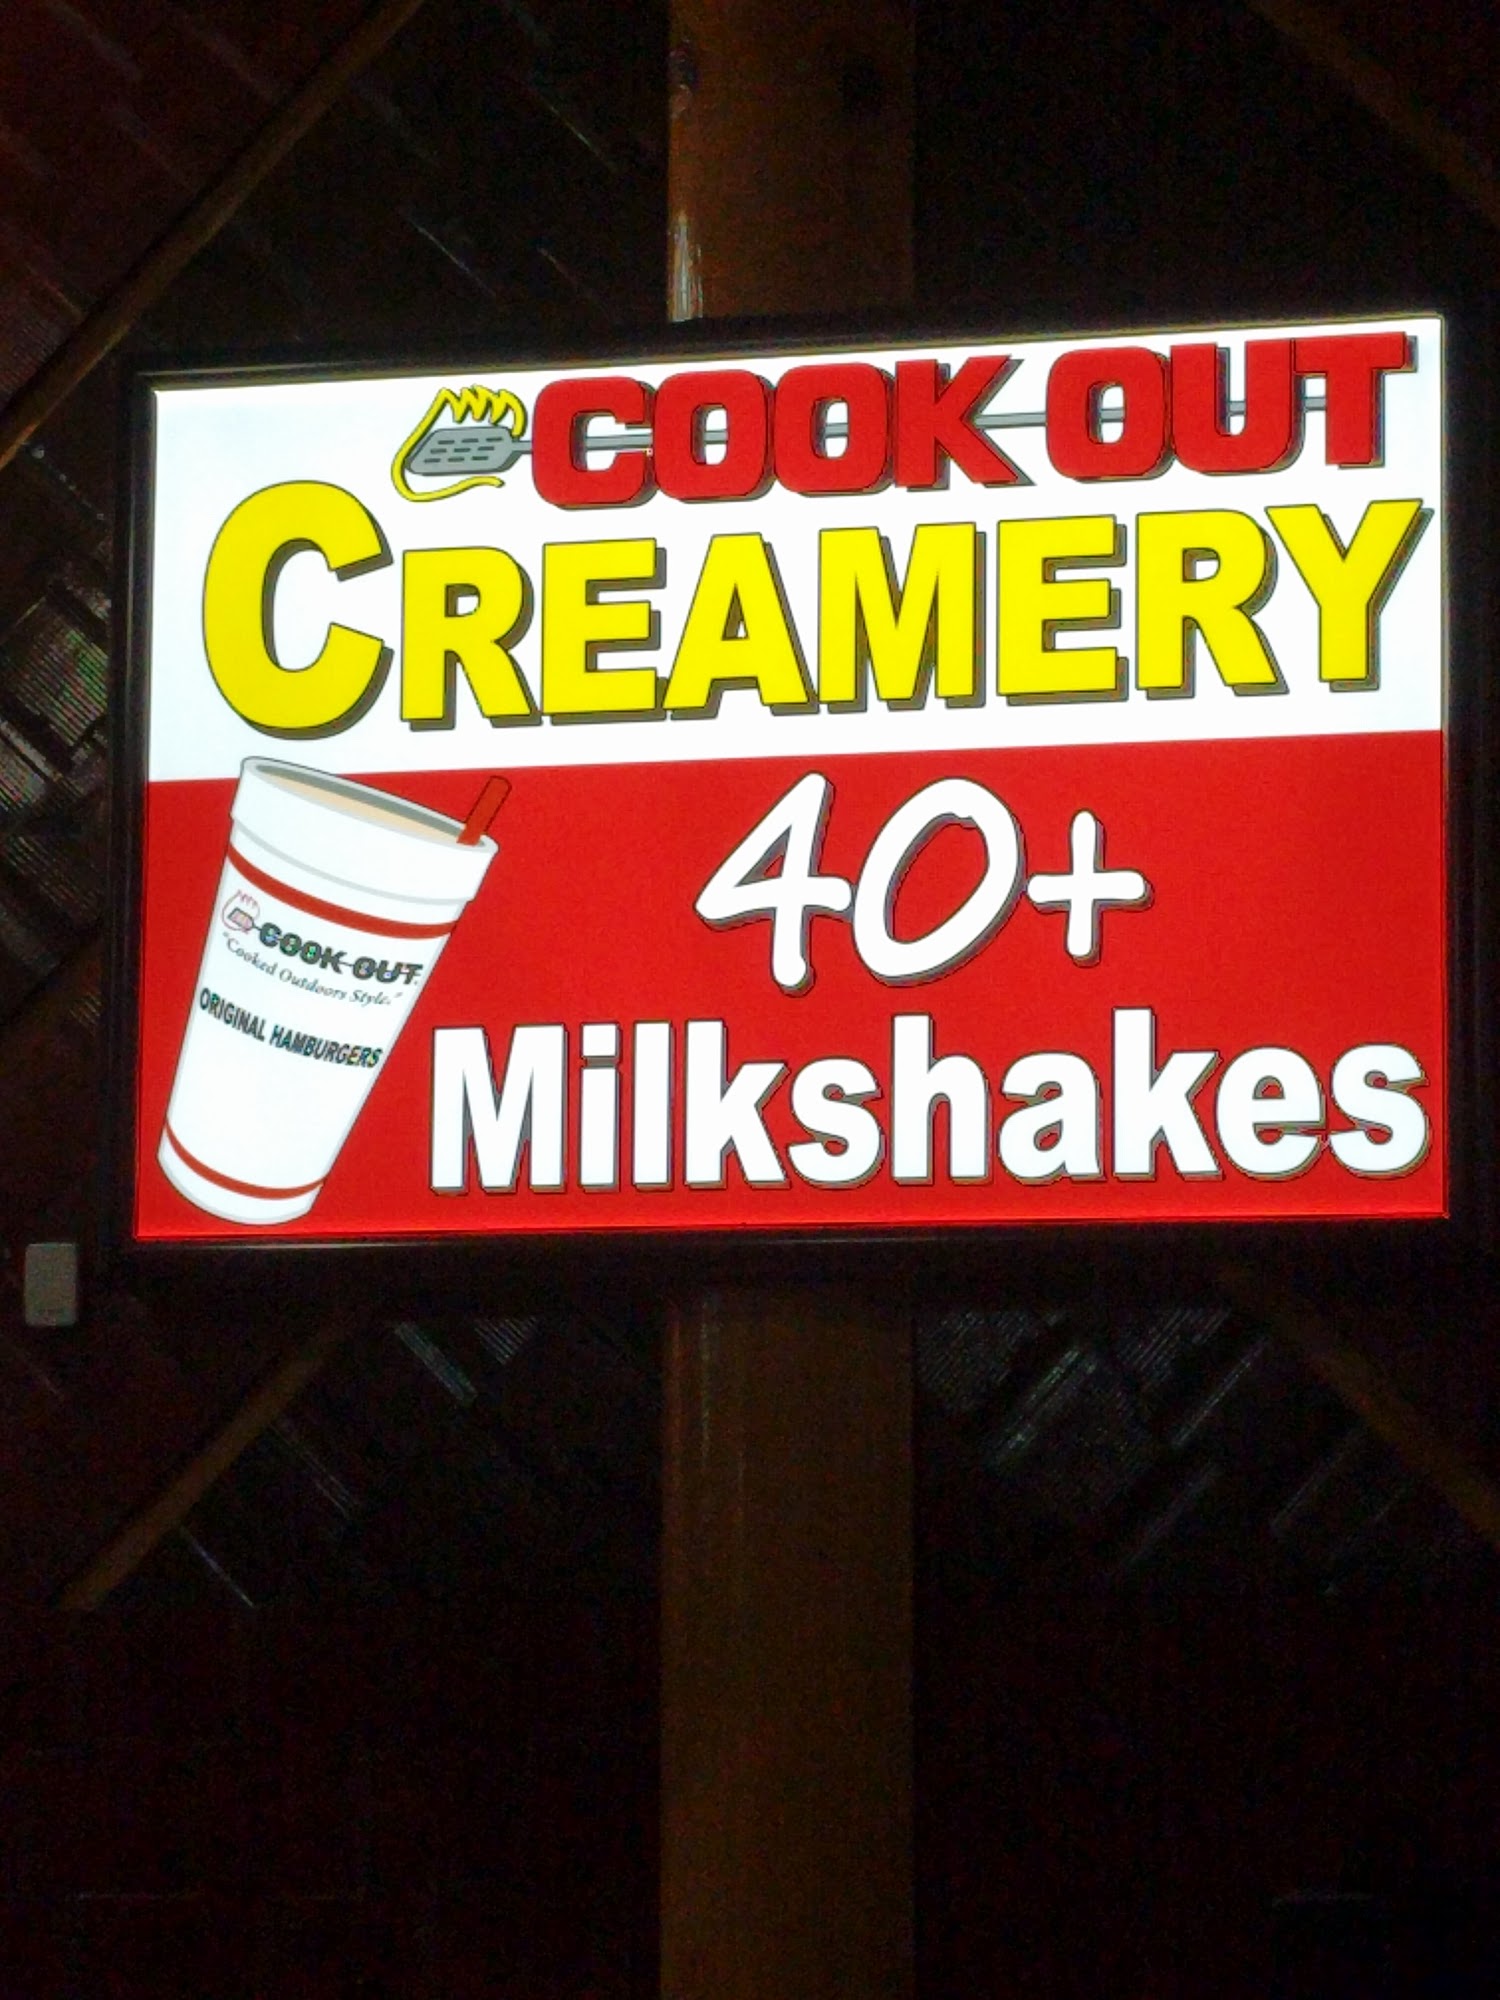 COOK OUT
CREAMERY
40+
Milkshakes
COOK OUT.
"Cooked Outdoors Style."
ORIGINAL HAMBURGERS